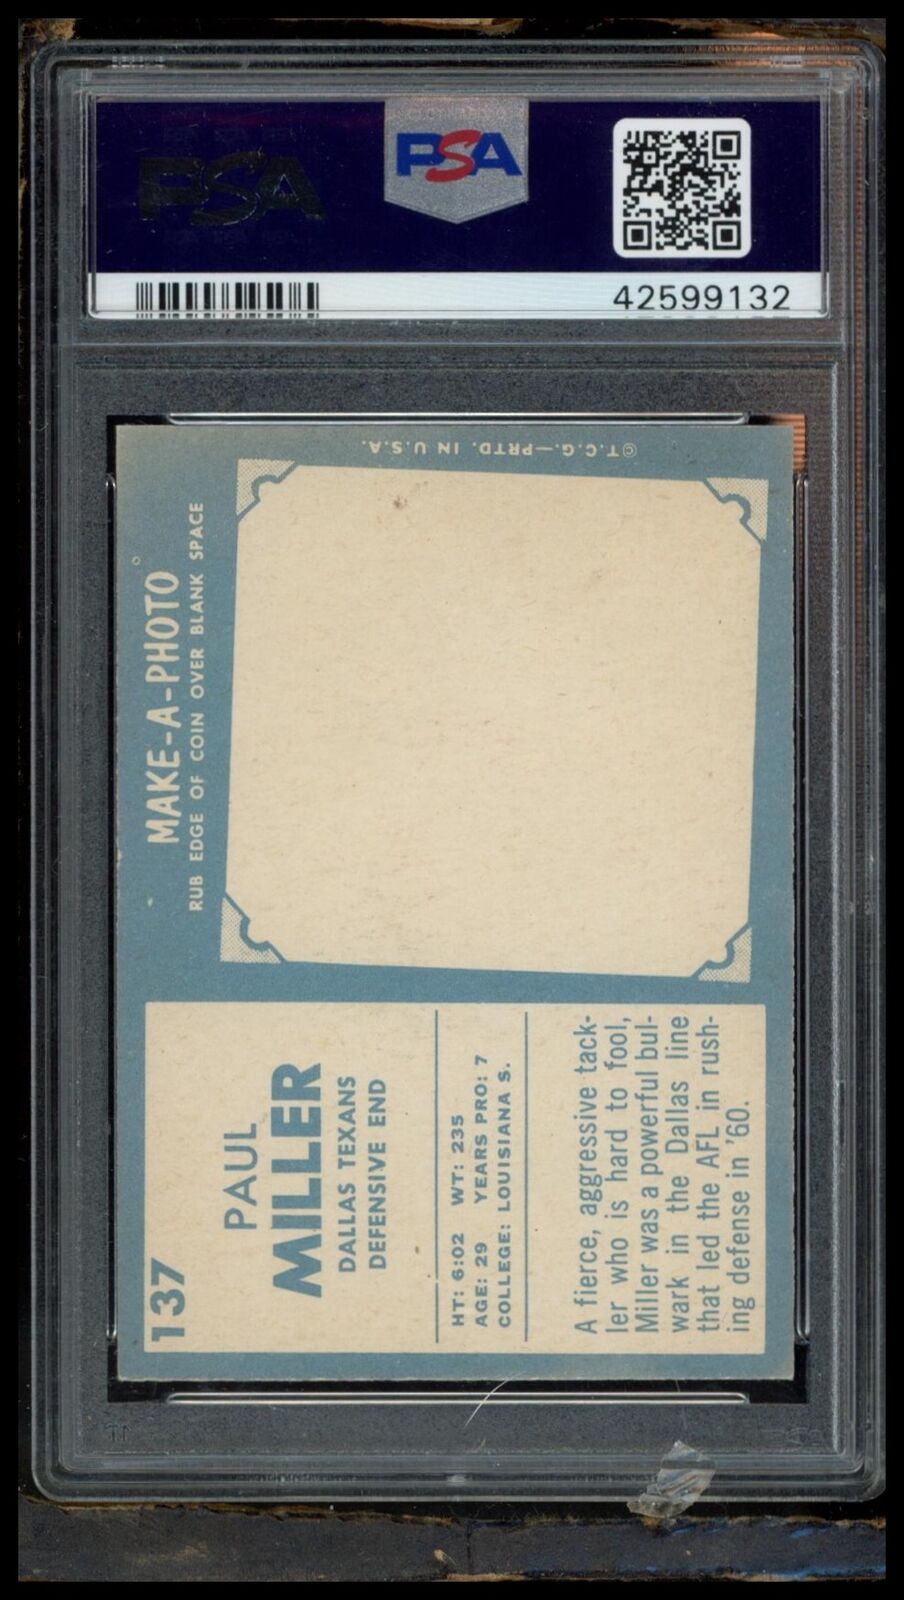 PSA
PSA
42599132
137
PAUL
MILLER
DALLAS TEXANS
DEFENSIVE END
HT: 6:02 WT: 235
AGE: 29 YEARS PRO: 7
COLLEGE: LOUISIANA S.
A fierce, aggressive tack-
ler who is hard to fool,
Miller was a powerful bul-
wark in the Dallas line
that led the AFL in rush-
ing defense in '60.
MAKE-A-PHOTO
RUB EDGE OF COIN OVER BLANK SPACE
©T.C.G.—PRTD. IN U.S.A.